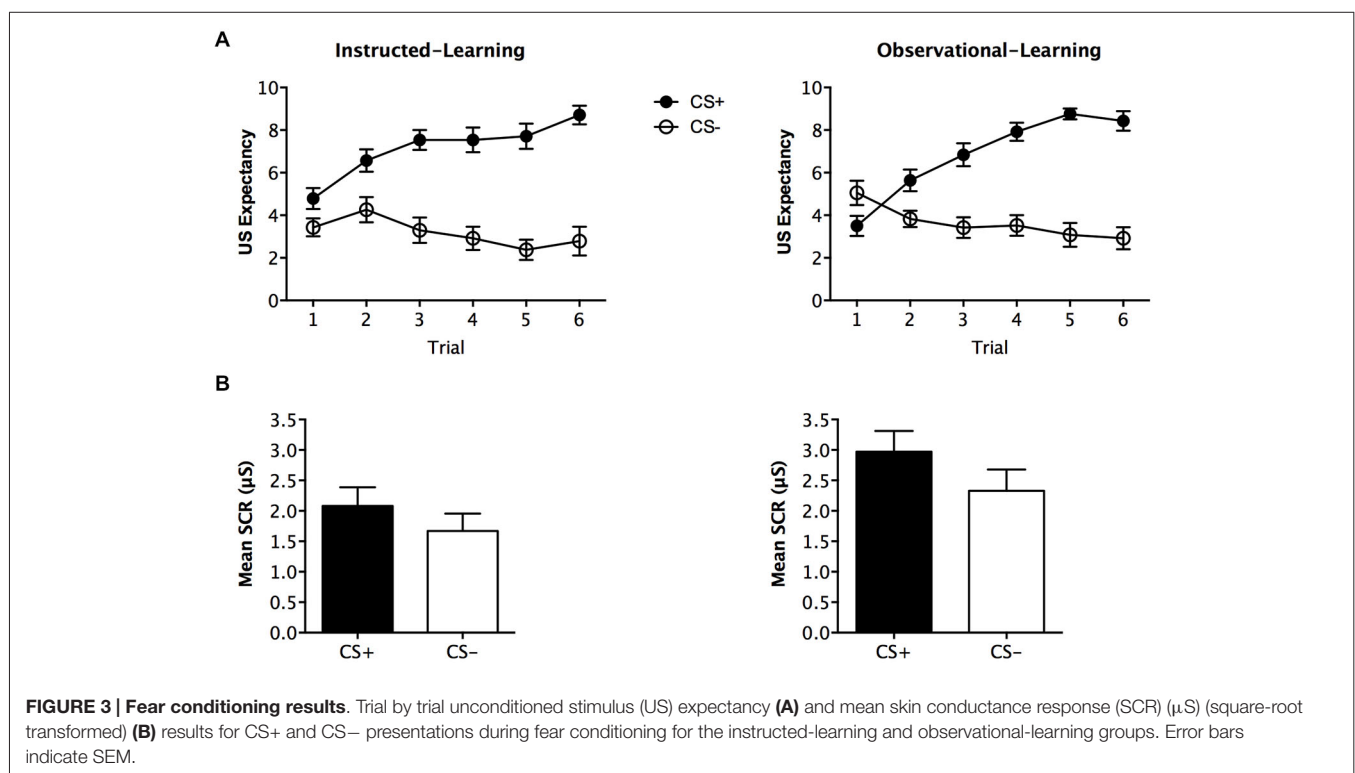 A
Instructed-Learning
Observational-Learning
CS+
CS-
US Expectancy
10
8
6
4
2
0
1 2 3 4 5 6
Trial
US Expectancy
10
8
6
4
2
0
1 2 3 4 5 6
Trial
B
Mean SCR (µS)
3.5
3.0
2.5
2.0
1.5
1.0
0.5
0.0
CS+ CS-
Mean SCR (µS)
3.5
3.0
2.5
2.0
1.5
1.0
0.5
0.0
CS+ CS-
FIGURE 3 | Fear conditioning results. Trial by trial unconditioned stimulus (US) expectancy (A) and mean skin conductance response (SCR) (µS) (square-root
transformed) (B) results for CS+ and CS− presentations during fear conditioning for the instructed-learning and observational-learning groups. Error bars
indicate SEM.